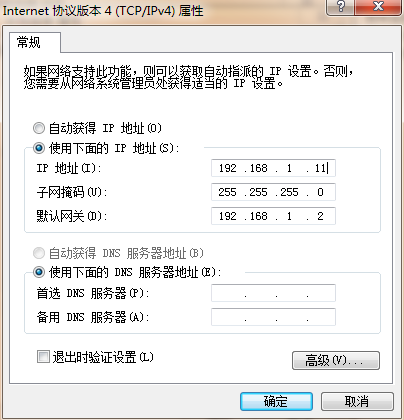 Internet 协议版本 4 (TCP/IPv4) 属性
常规
如果网络支持此功能，则可以获取自动指派的 IP 设置。否则，
您需要从网络系统管理员处获得适当的 IP 设置。
自动获得 IP 地址(O)
使用下面的 IP 地址(S):
IP 地址(I): 192 . 168 . 1 . 11
子网掩码(U): 255 . 255 . 255 . 0
默认网关(D): 192 . 168 . 1 . 2
自动获得 DNS 服务器地址(B)
使用下面的 DNS 服务器地址(E):
首选 DNS 服务器(P): . . .
备用 DNS 服务器(A): . . .
退出时验证设置(L)
高级(V)...
确定 取消